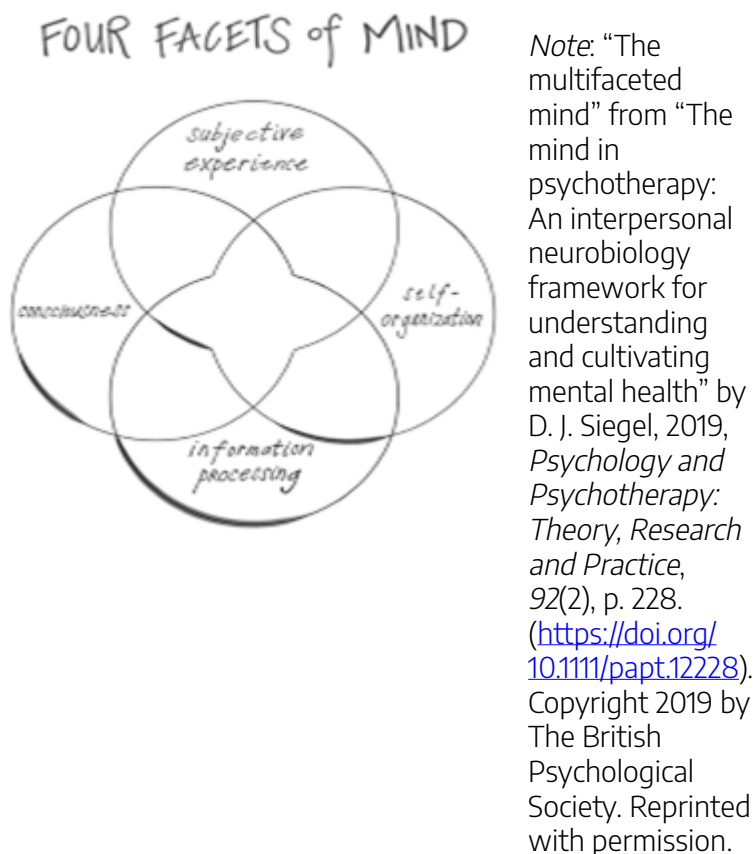 FOUR FACETS of MIND
subjective
experience
consciousness
self-
organization
information
processing
Note: “The
multifaceted
mind” from “The
mind in
psychotherapy:
An interpersonal
neurobiology
framework for
understanding
and cultivating
mental health” by
D. J. Siegel, 2019,
Psychology and
Psychotherapy:
Theory, Research
and Practice,
92(2), p. 228.
(https://doi.org/
10.1111/papt.12228).
Copyright 2019 by
The British
Psychological
Society. Reprinted
with permission.